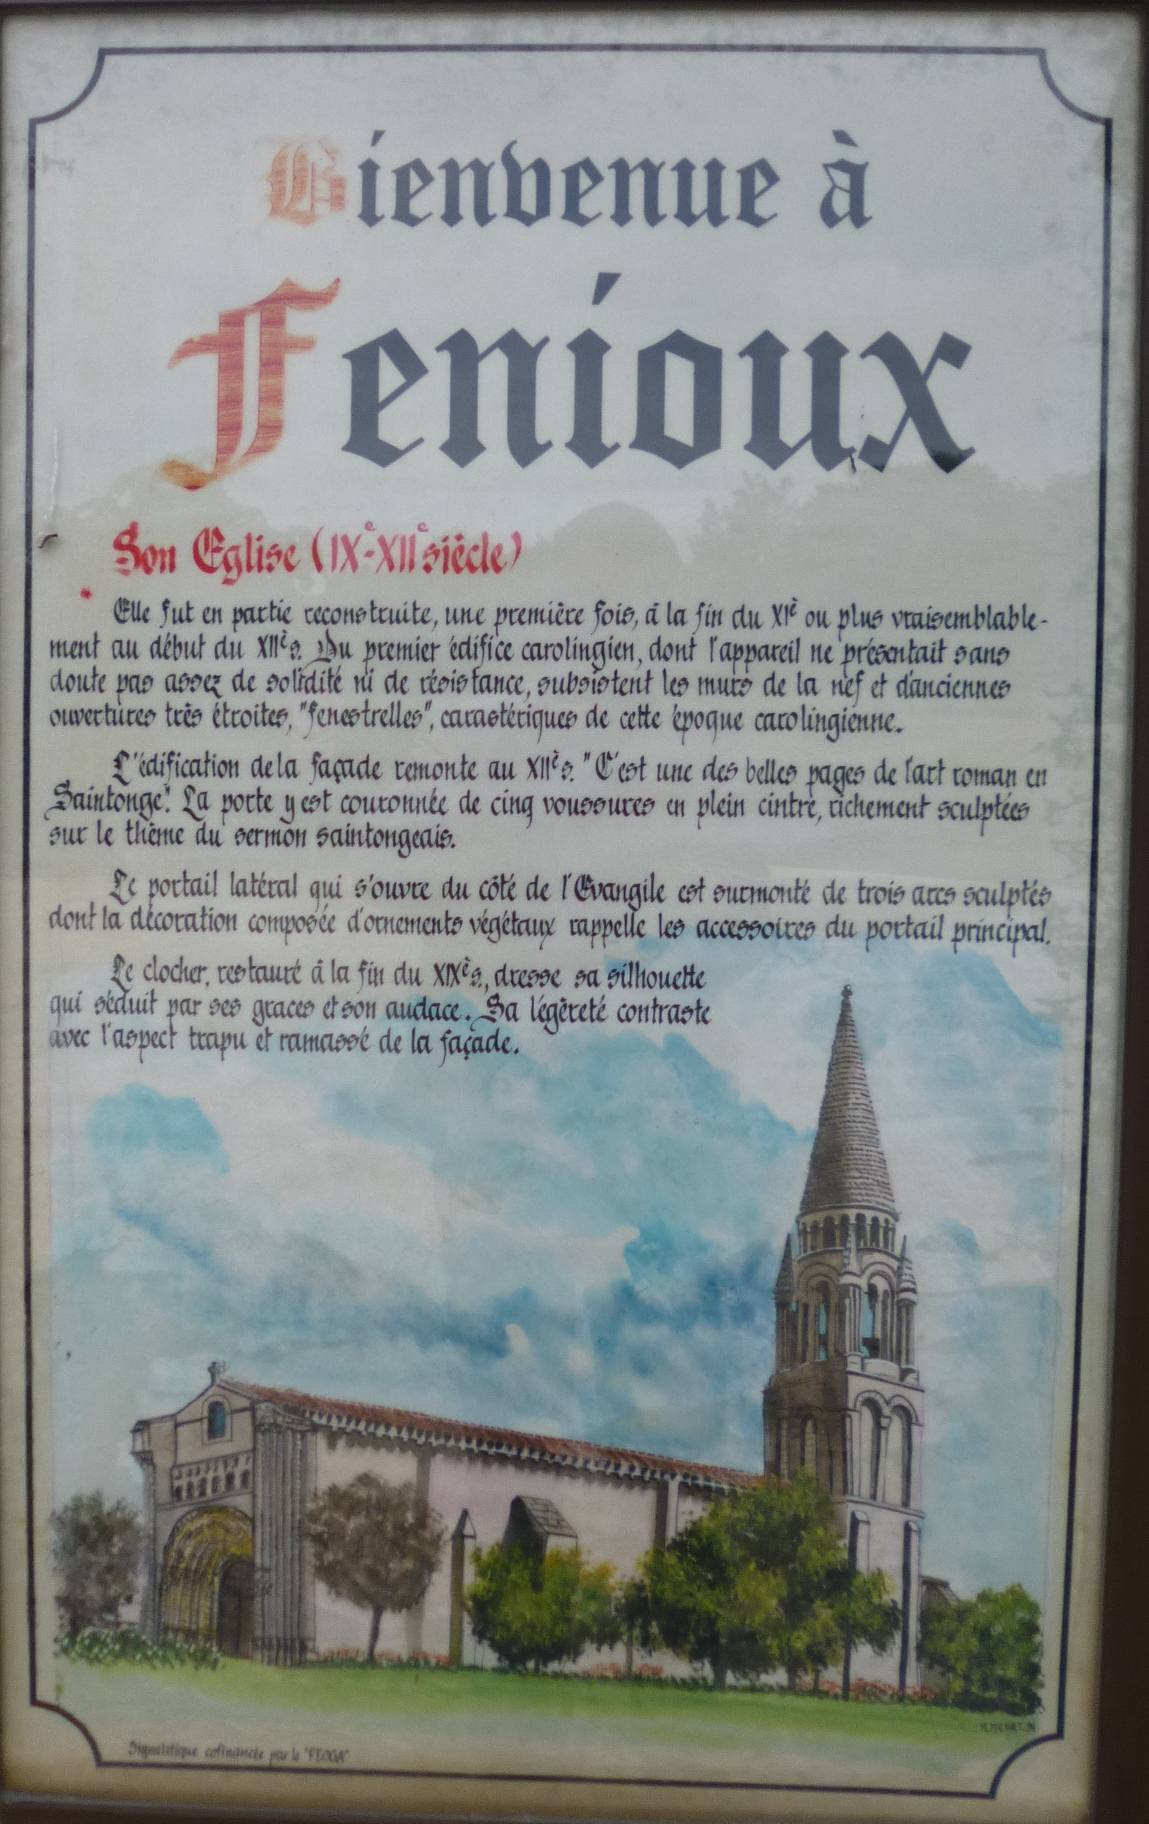 Bienvenue à
Fenioux
Son Eglise (IXe-XIIe siècle)
Elle fut en partie reconstruite, une première fois, à la fin du XIè ou plus vraisemblable-
ment au début du XIIè s. Du premier édifice carolingien, dont l'appareil ne présentait sans
doute pas assez de solidité ni de résistance, subsistent les murs de la nef et d'anciennes
ouvertures très étroites, "fenestrelles", carastériques de cette époque carolingienne.
L'édification de la façade remonte au XIIè s. "C'est une des belles pages de l'art roman en
Saintonge". La porte y est couronnée de cinq voussures en plein cintre, richement sculptées
sur le thème du sermon saintongeais.
Le portail latéral qui s'ouvre du côté de l'Evangile est surmonté de trois arcs sculptés
dont la décoration composée d'ornements végétaux rappelle les accessoires du portail principal.
Le clocher, restauré à la fin du XIXè s., dresse sa silhouette
qui séduit par ses graces et son audace. Sa légèreté contraste
avec l'aspect trapu et ramassé de la façade.
Signalétique cofinancée par le "FEOGA"